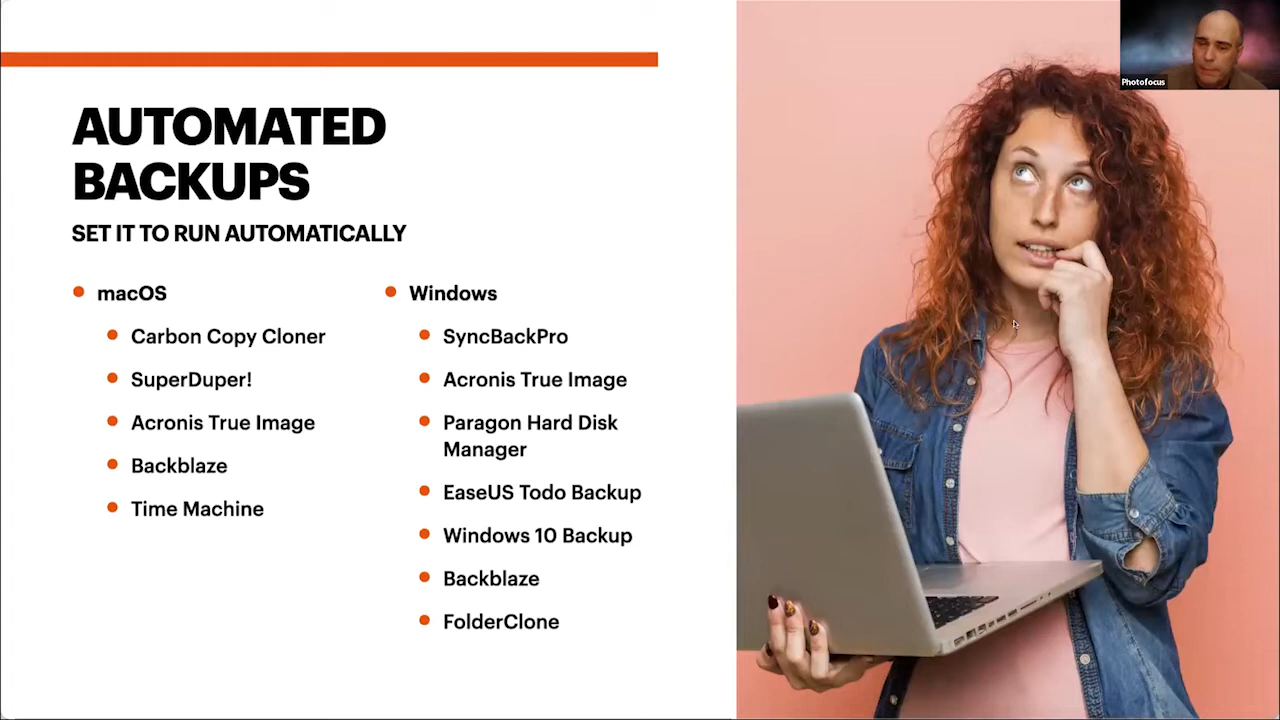 AUTOMATED
BACKUPS
SET IT TO RUN AUTOMATICALLY
macOS
Carbon Copy Cloner
SuperDuper!
Acronis True Image
Backblaze
Time Machine
Windows
SyncBackPro
Acronis True Image
Paragon Hard Disk
Manager
EaseUS Todo Backup
Windows 10 Backup
Backblaze
FolderClone
Photofocus